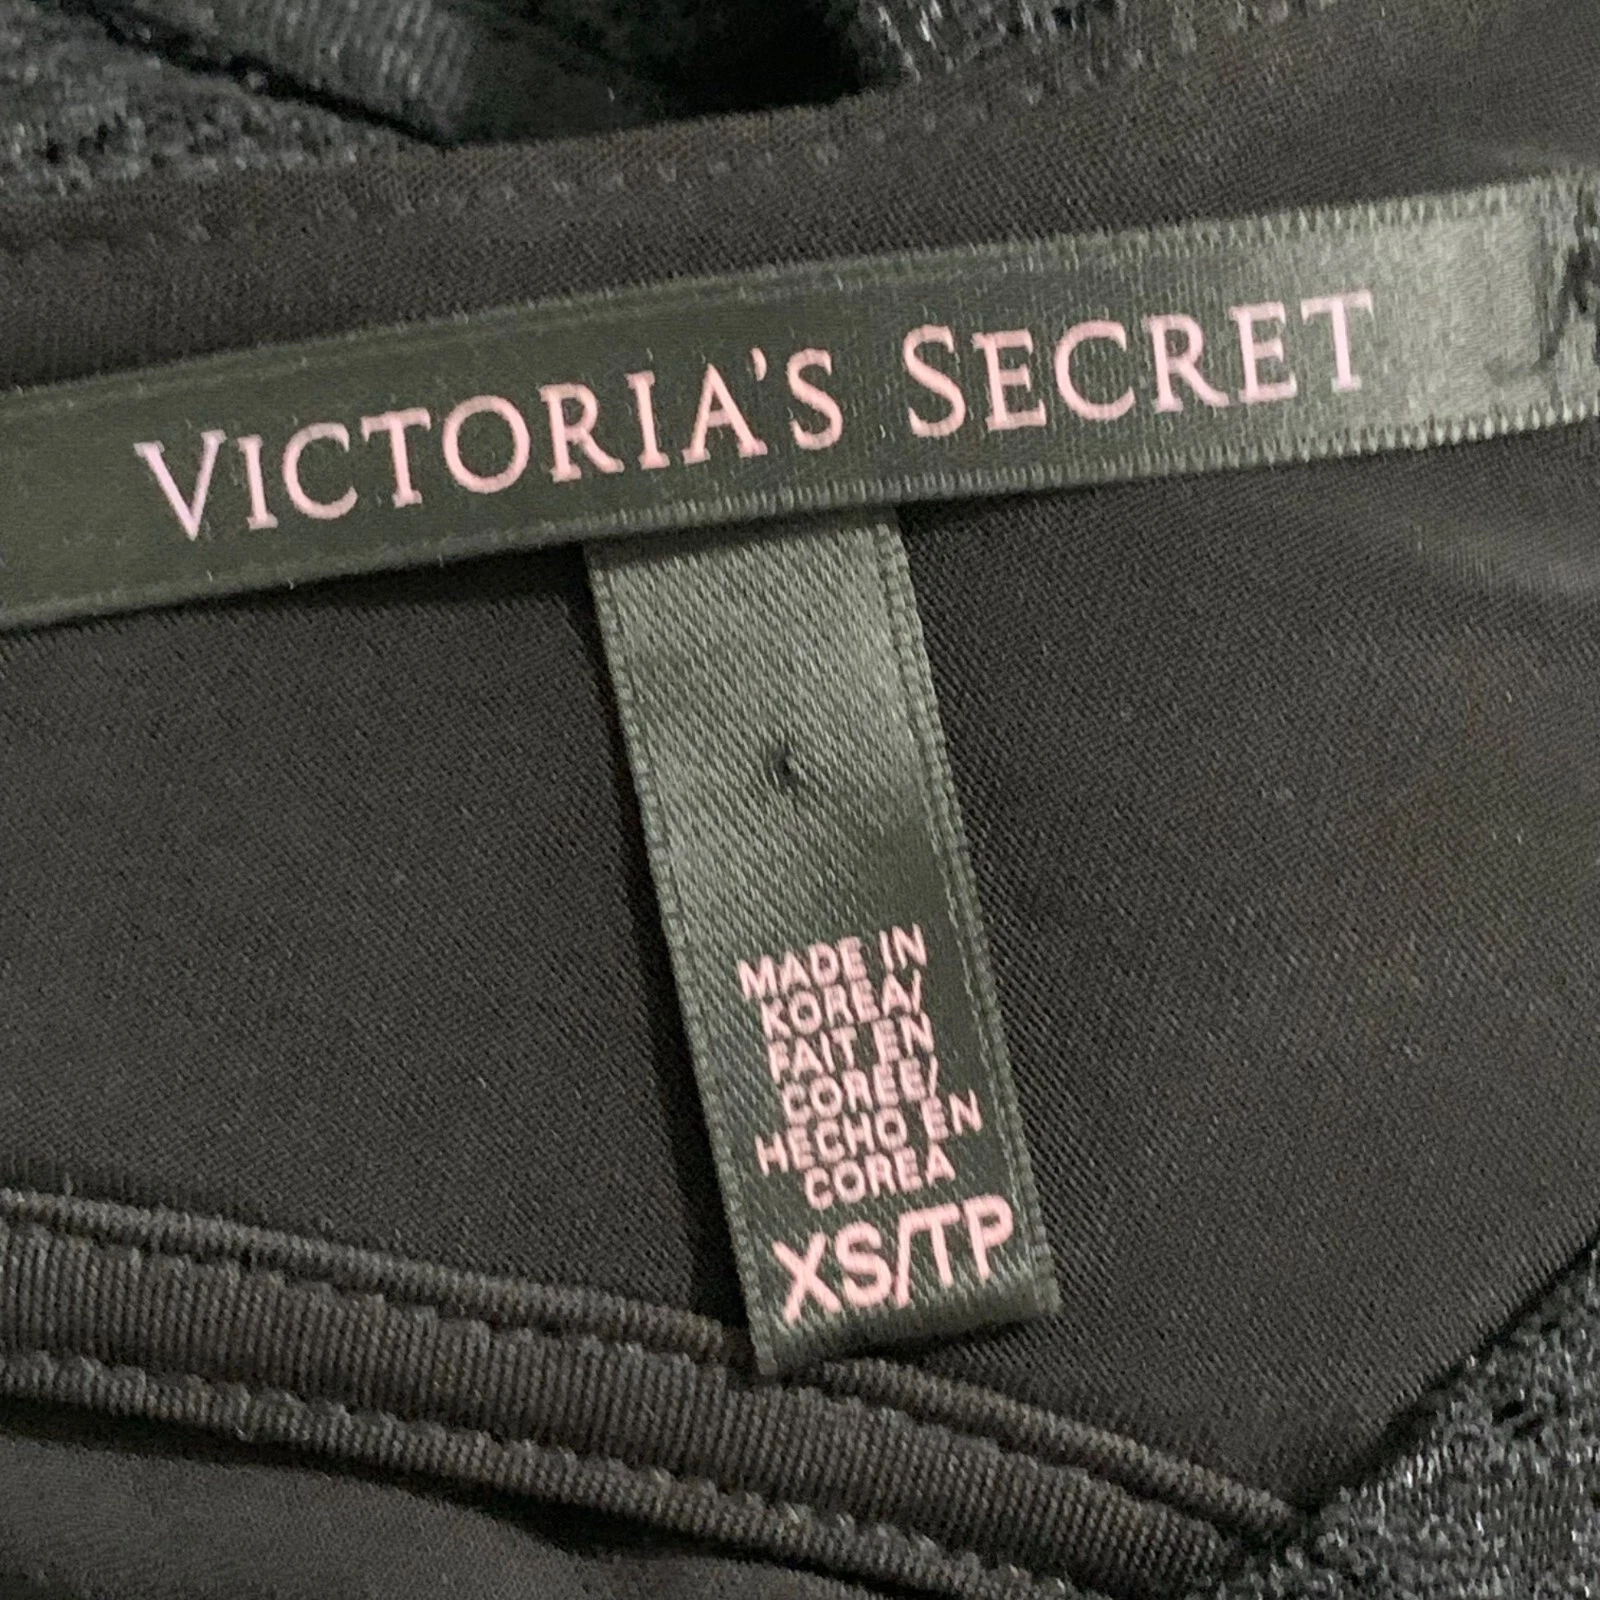 VICTORIA'S SECRET
MADE IN
KOREA/
FAIT EN
CORÉE/
HECHO EN
COREA
XS/TP